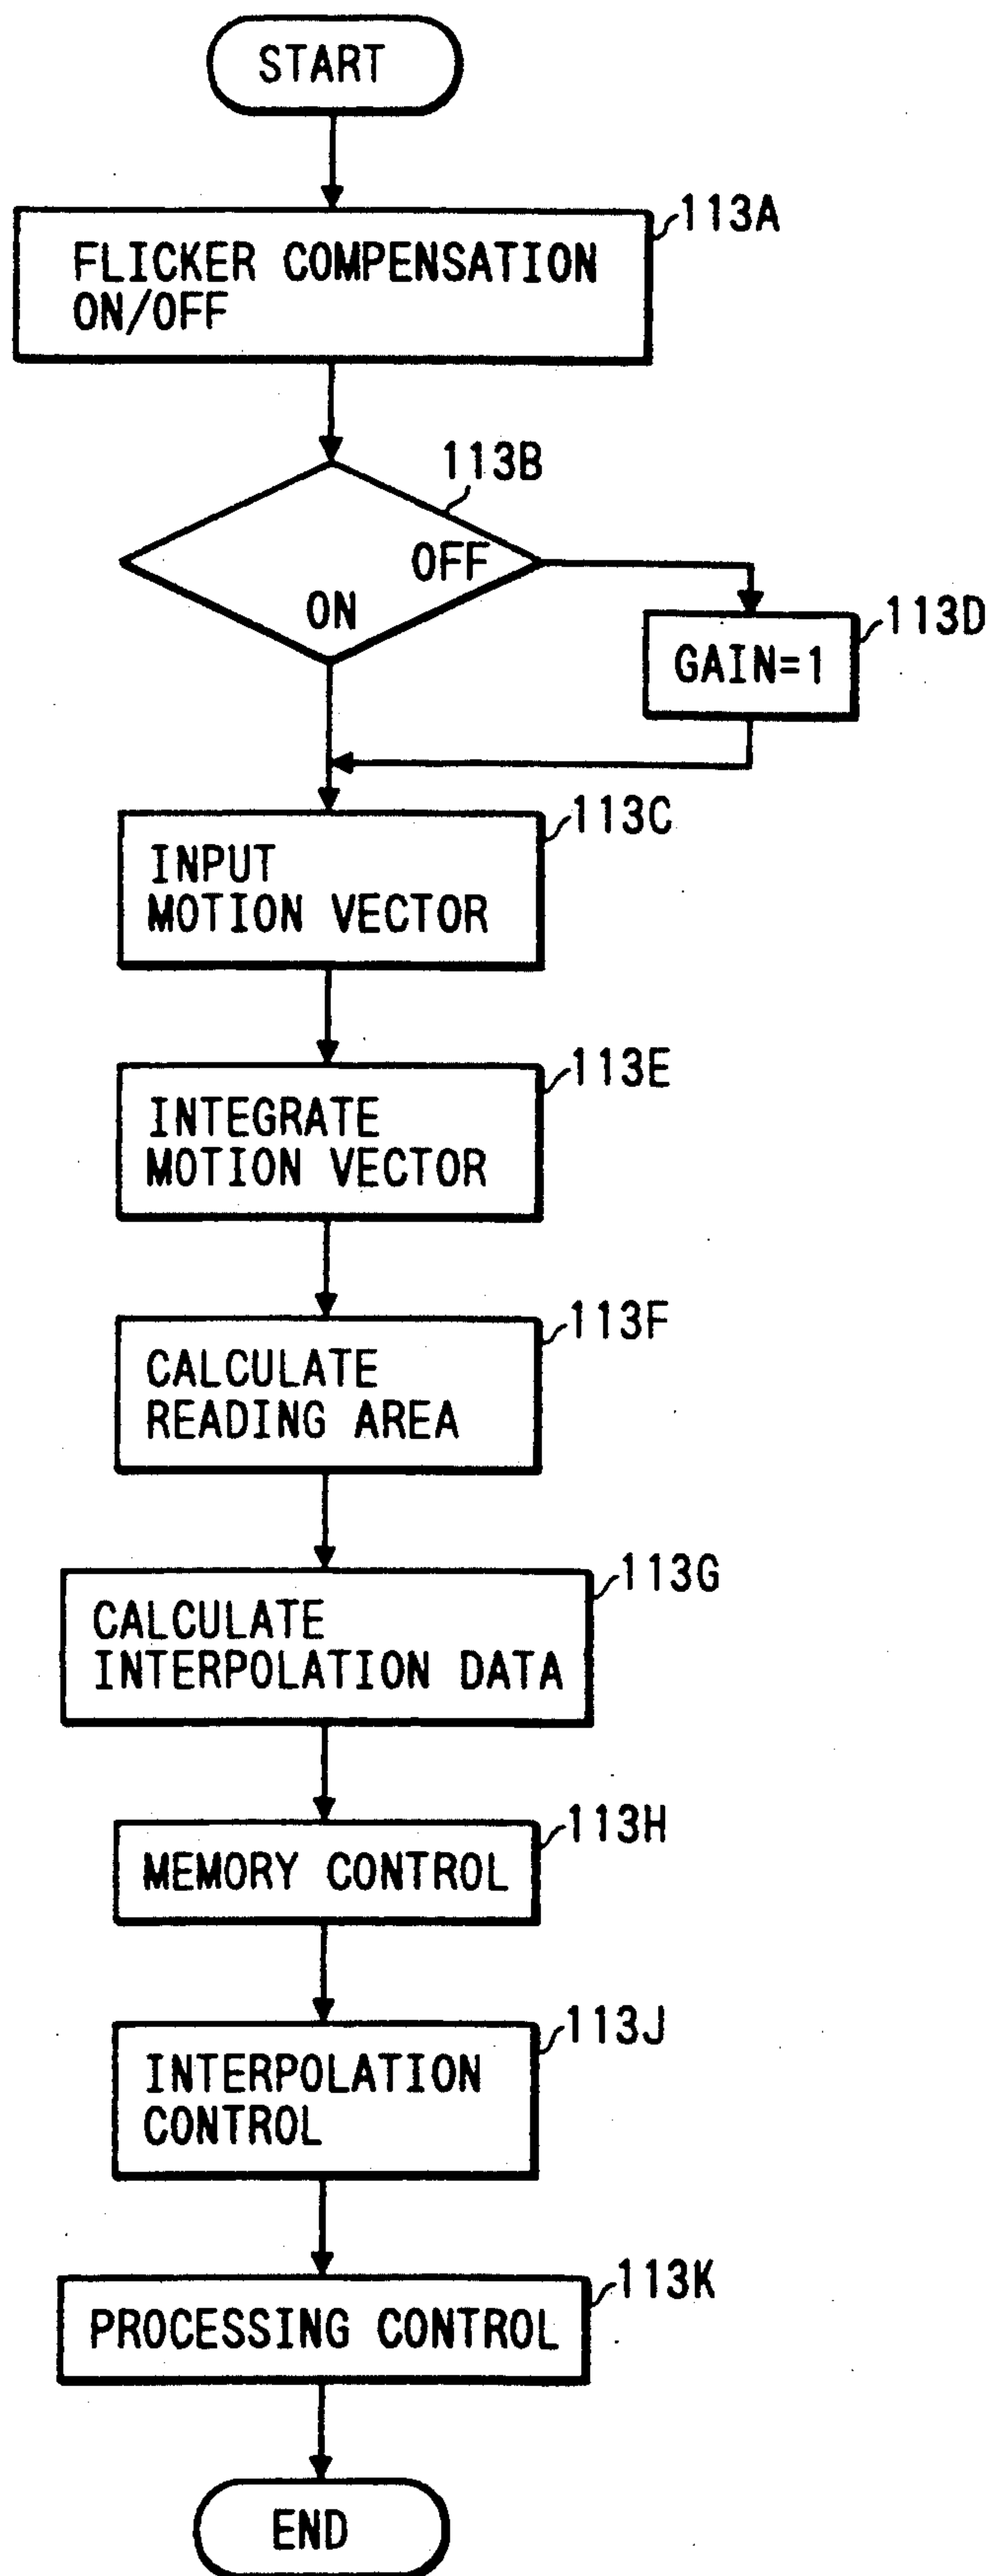 START
113A
FLICKER COMPENSATION
ON/OFF
113B
OFF
ON
113D
GAIN=1
113C
INPUT
MOTION VECTOR
113E
INTEGRATE
MOTION VECTOR
113F
CALCULATE
READING AREA
113G
CALCULATE
INTERPOLATION DATA
113H
MEMORY CONTROL
113J
INTERPOLATION
CONTROL
113K
PROCESSING CONTROL
END